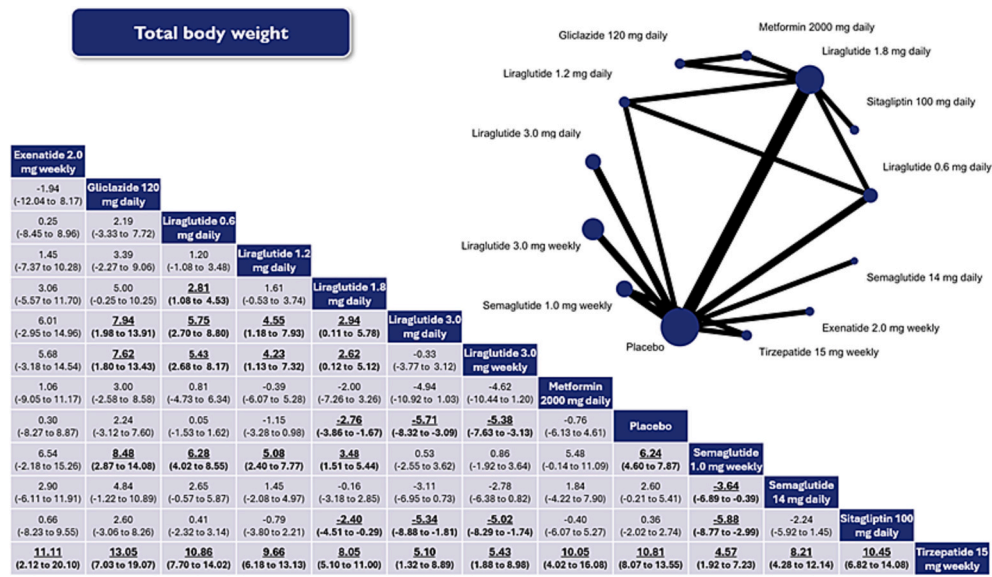 Total body weight
Metformin 2000 mg daily
Gliclazide 120 mg daily
Liraglutide 1.8 mg daily
Liraglutide 1.2 mg daily
Sitagliptin 100 mg daily
Liraglutide 3.0 mg daily
Liraglutide 0.6 mg daily
Liraglutide 3.0 mg weekly
Semaglutide 14 mg daily
Semaglutide 1.0 mg weekly
Exenatide 2.0 mg weekly
Placebo
Tirzepatide 15 mg weekly
Exenatide 2.0
mg weekly
-1.94
(-12.04 to 8.17)
Gliclazide 120
mg daily
0.25
(-8.45 to 8.96)
2.19
(-3.33 to 7.72)
Liraglutide 0.6
mg daily
1.45
(-7.37 to 10.28)
3.39
(-2.27 to 9.06)
1.20
(-1.08 to 3.48)
Liraglutide 1.2
mg daily
3.06
(-5.57 to 11.70)
5.00
(-0.25 to 10.25)
2.81
(1.08 to 4.53)
1.61
(-0.53 to 3.74)
Liraglutide 1.8
mg daily
6.01
(-2.95 to 14.96)
7.94
(1.98 to 13.91)
5.75
(2.70 to 8.80)
4.55
(1.18 to 7.93)
2.94
(0.11 to 5.78)
Liraglutide 3.0
mg daily
5.68
(-3.18 to 14.54)
7.62
(1.80 to 13.43)
5.43
(2.68 to 8.17)
4.23
(1.13 to 7.32)
2.62
(0.12 to 5.12)
-0.33
(-3.77 to 3.12)
Liraglutide 3.0
mg weekly
1.06
(-9.05 to 11.17)
3.00
(-2.58 to 8.58)
0.81
(-4.73 to 6.34)
-0.39
(-6.07 to 5.28)
-2.00
(-7.26 to 3.26)
-4.94
(-10.92 to 1.03)
-4.62
(-10.44 to 1.20)
Metformin
2000 mg daily
0.30
(-8.27 to 8.87)
2.24
(-3.12 to 7.60)
0.05
(-1.53 to 1.62)
-1.15
(-3.28 to 0.98)
-2.76
(-3.86 to -1.67)
-5.71
(-8.32 to -3.09)
-5.38
(-7.63 to -3.13)
-0.76
(-6.13 to 4.61)
Placebo
6.54
(-2.18 to 15.26)
8.48
(2.87 to 14.08)
6.28
(4.02 to 8.55)
5.08
(2.40 to 7.77)
3.48
(1.51 to 5.44)
0.53
(-2.55 to 3.62)
0.86
(-1.92 to 3.64)
5.48
(-0.14 to 11.09)
6.24
(4.60 to 7.87)
Semaglutide
1.0 mg weekly
2.90
(-6.11 to 11.91)
4.84
(-1.22 to 10.89)
2.65
(-0.57 to 5.87)
1.45
(-2.08 to 4.97)
-0.16
(-3.18 to 2.85)
-3.11
(-6.95 to 0.73)
-2.78
(-6.38 to 0.82)
1.84
(-4.22 to 7.90)
2.60
(-0.21 to 5.41)
-3.64
(-6.89 to -0.39)
Semaglutide
14 mg daily
0.66
(-8.23 to 9.55)
2.60
(-3.06 to 8.26)
0.41
(-2.32 to 3.14)
-0.79
(-3.80 to 2.21)
-2.40
(-4.51 to -0.29)
-5.34
(-8.88 to -1.81)
-5.02
(-8.29 to -1.74)
-0.40
(-6.07 to 5.27)
0.36
(-2.02 to 2.74)
-5.88
(-8.77 to -2.99)
-2.24
(-5.92 to 1.45)
Sitagliptin 100
mg daily
11.11
(2.12 to 20.10)
13.05
(7.03 to 19.07)
10.86
(7.70 to 14.02)
9.66
(6.18 to 13.13)
8.05
(5.10 to 11.00)
5.10
(1.32 to 8.89)
5.43
(1.88 to 8.98)
10.05
(4.02 to 16.08)
10.81
(8.07 to 13.55)
4.57
(1.92 to 7.23)
8.21
(4.28 to 12.14)
10.45
(6.82 to 14.08)
Tirzepatide 15
mg weekly